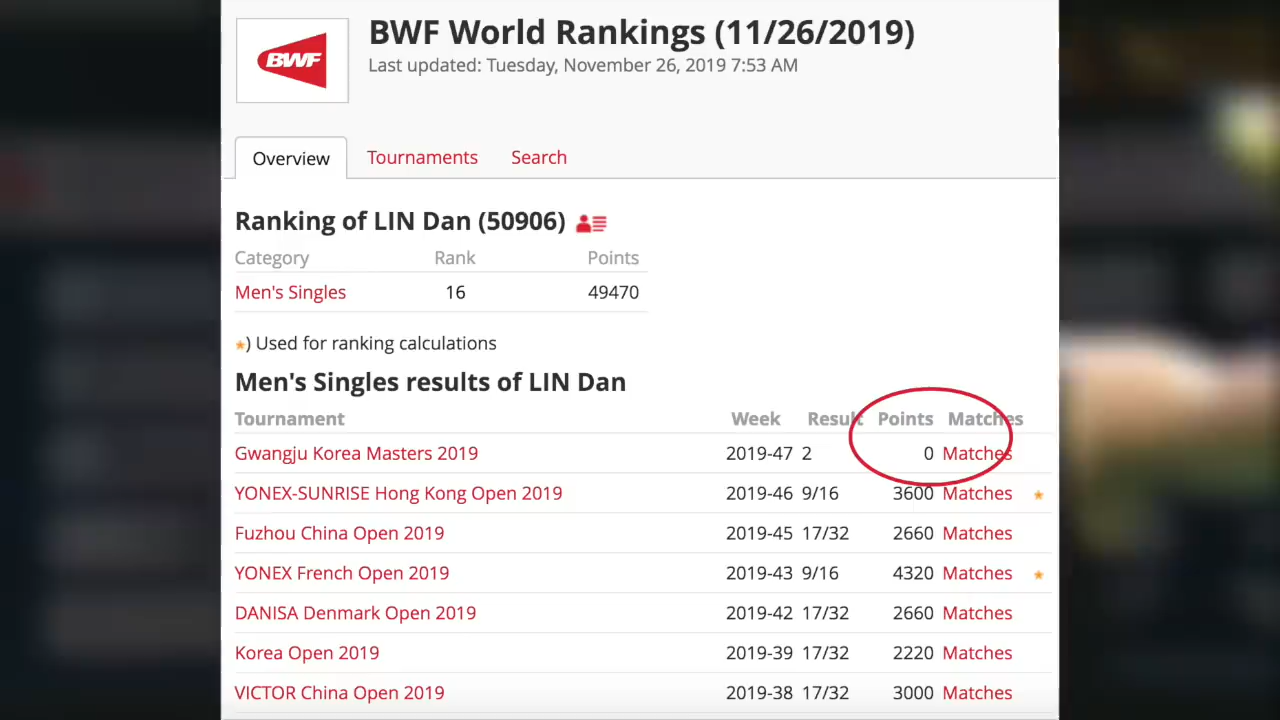 BWF
BWF World Rankings (11/26/2019)
Last updated: Tuesday, November 26, 2019 7:53 AM
Overview Tournaments Search
Ranking of LIN Dan (50906)
Category Rank Points
Men's Singles 16 49470
★) Used for ranking calculations
Men's Singles results of LIN Dan
Tournament Week Result Points Matches
Gwangju Korea Masters 2019 2019-47 2 0 Matches
YONEX-SUNRISE Hong Kong Open 2019 2019-46 9/16 3600 Matches ★
Fuzhou China Open 2019 2019-45 17/32 2660 Matches
YONEX French Open 2019 2019-43 9/16 4320 Matches ★
DANISA Denmark Open 2019 2019-42 17/32 2660 Matches
Korea Open 2019 2019-39 17/32 2220 Matches
VICTOR China Open 2019 2019-38 17/32 3000 Matches